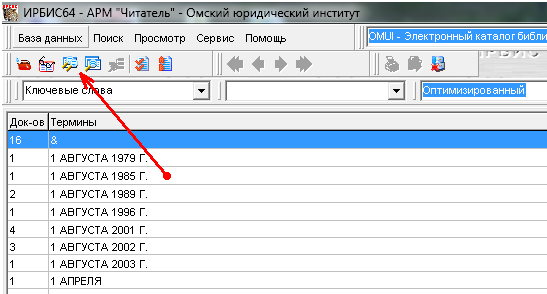 ИРБИС64 - АРМ "Читатель" - Омский юридический институт
База данных Поиск Просмотр Сервис Помощь
OMUI - Электронный каталог библи
Ключевые слова
Оптимизированный
Док-ов Термины
16 &
1 1 АВГУСТА 1979 Г.
1 1 АВГУСТА 1985 Г.
2 1 АВГУСТА 1989 Г.
1 1 АВГУСТА 1996 Г.
4 1 АВГУСТА 2001 Г.
3 1 АВГУСТА 2002 Г.
1 1 АВГУСТА 2003 Г.
1 1 АПРЕЛЯ